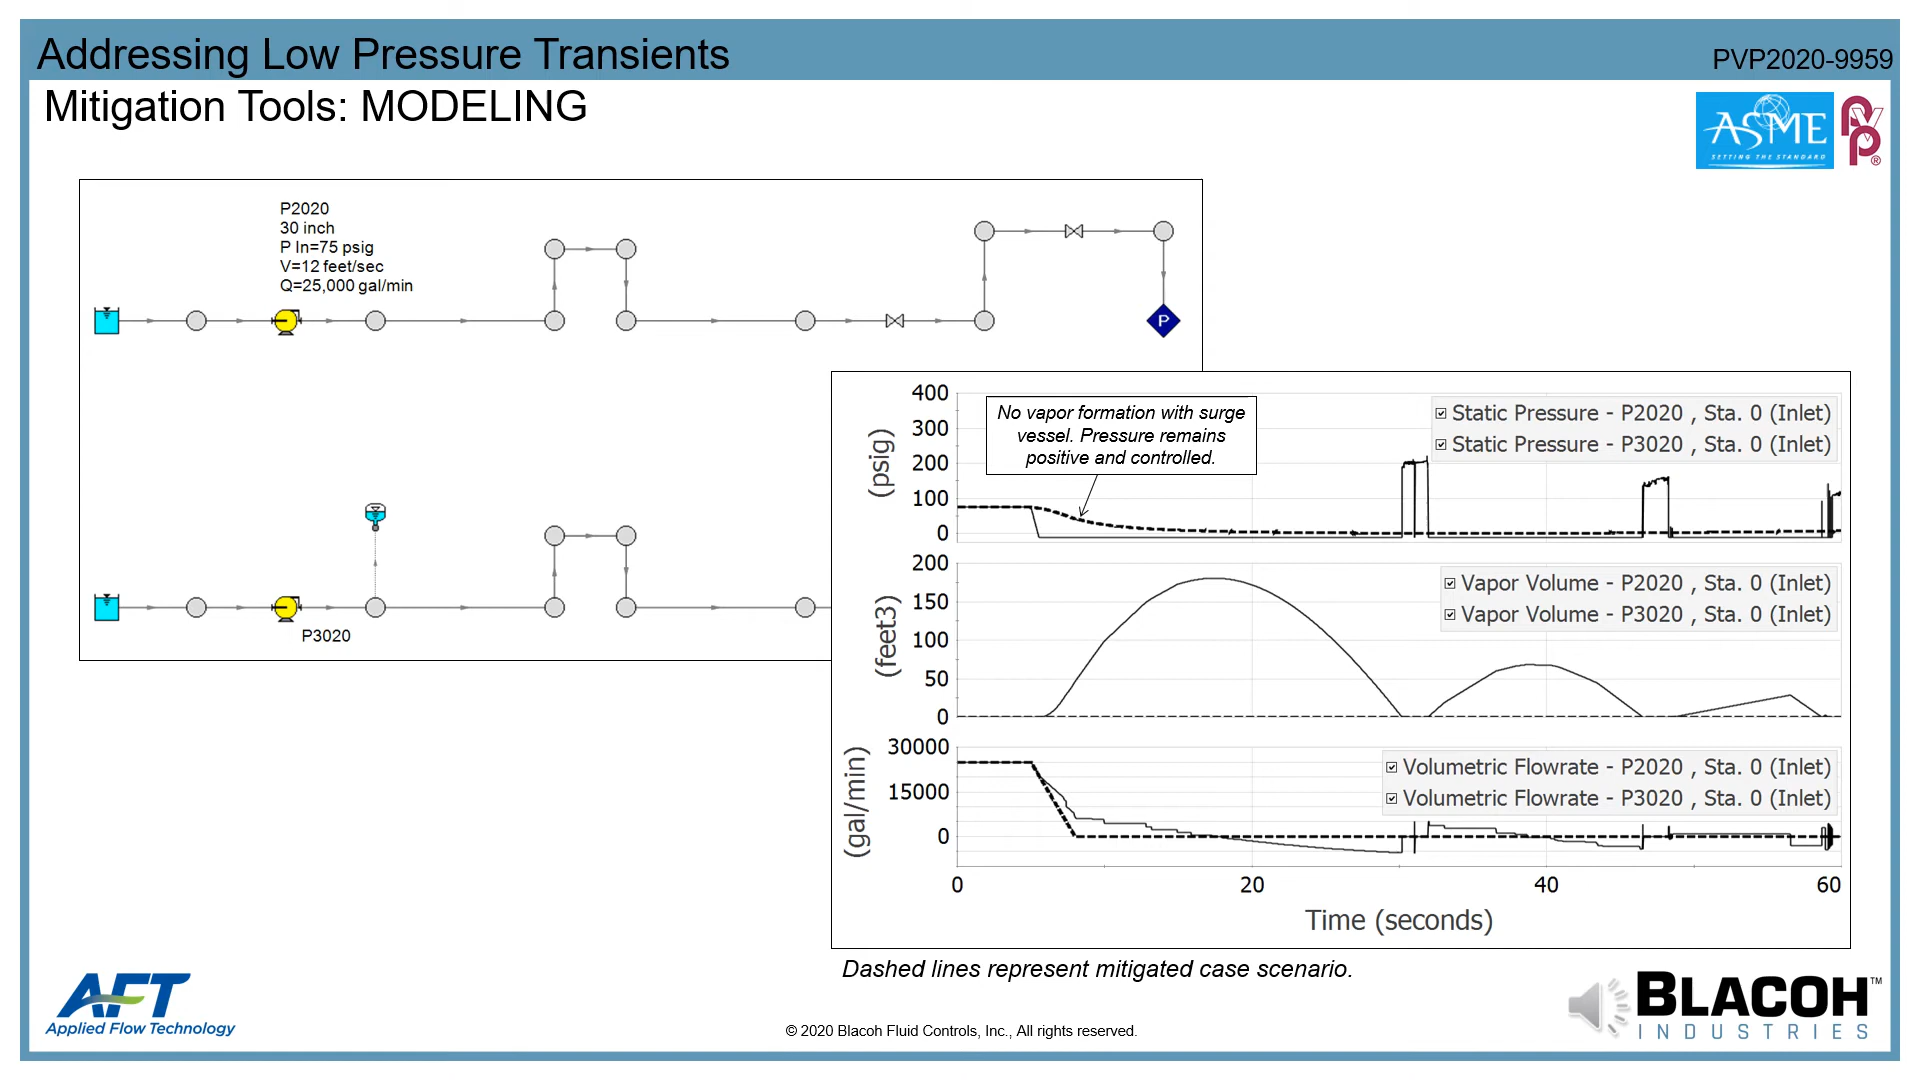 Addressing Low Pressure Transients
PVP2020-9959
Mitigation Tools: MODELING
ASME
SETTING THE STANDARD
PVP®
P2020
30 inch
P In=75 psig
V=12 feet/sec
Q=25,000 gal/min
P
P3020
400
300
200
100
0
(psig)
No vapor formation with surge
vessel. Pressure remains
positive and controlled.
Static Pressure - P2020 , Sta. 0 (Inlet)
Static Pressure - P3020 , Sta. 0 (Inlet)
200
150
100
50
0
(feet3)
Vapor Volume - P2020 , Sta. 0 (Inlet)
Vapor Volume - P3020 , Sta. 0 (Inlet)
30000
15000
0
(gal/min)
Volumetric Flowrate - P2020 , Sta. 0 (Inlet)
Volumetric Flowrate - P3020 , Sta. 0 (Inlet)
0 20 40 60
Time (seconds)
Dashed lines represent mitigated case scenario.
AFT
Applied Flow Technology
© 2020 Blacoh Fluid Controls, Inc., All rights reserved.
BLACOH™
INDUSTRIES